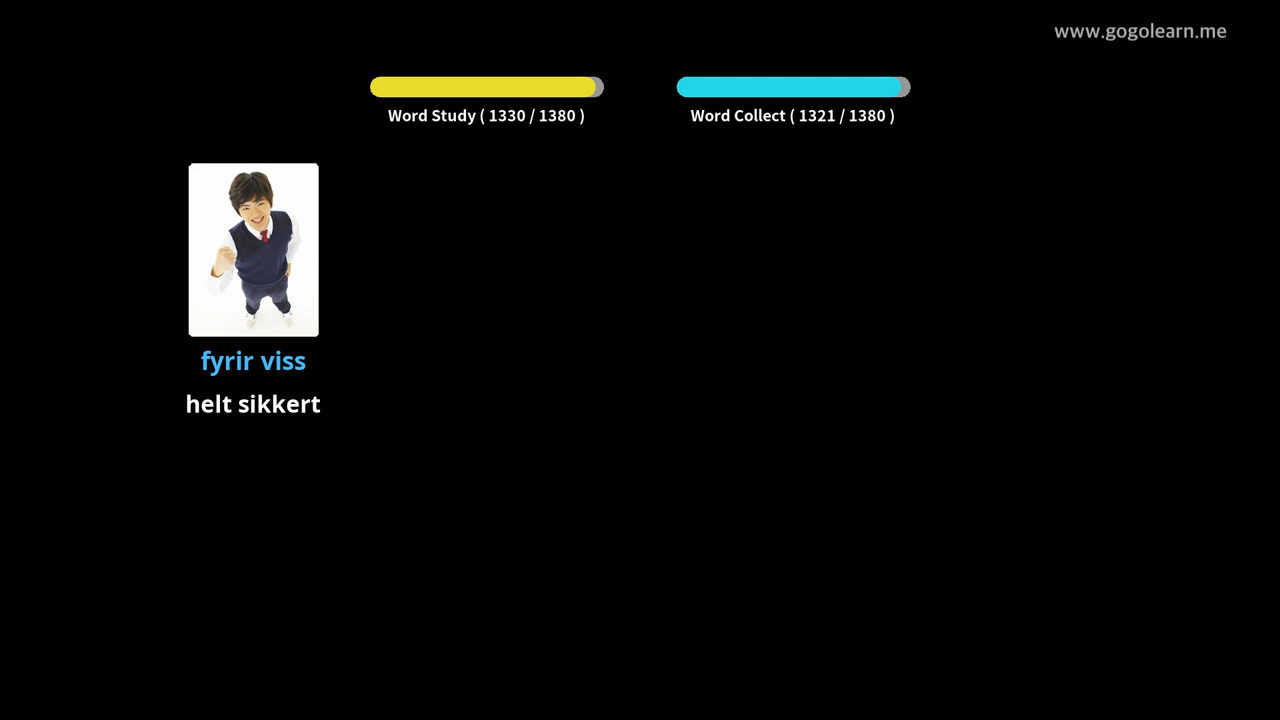 www.gogolearn.me
Word Study ( 1330 / 1380 )
Word Collect ( 1321 / 1380 )
fyrir viss
helt sikkert